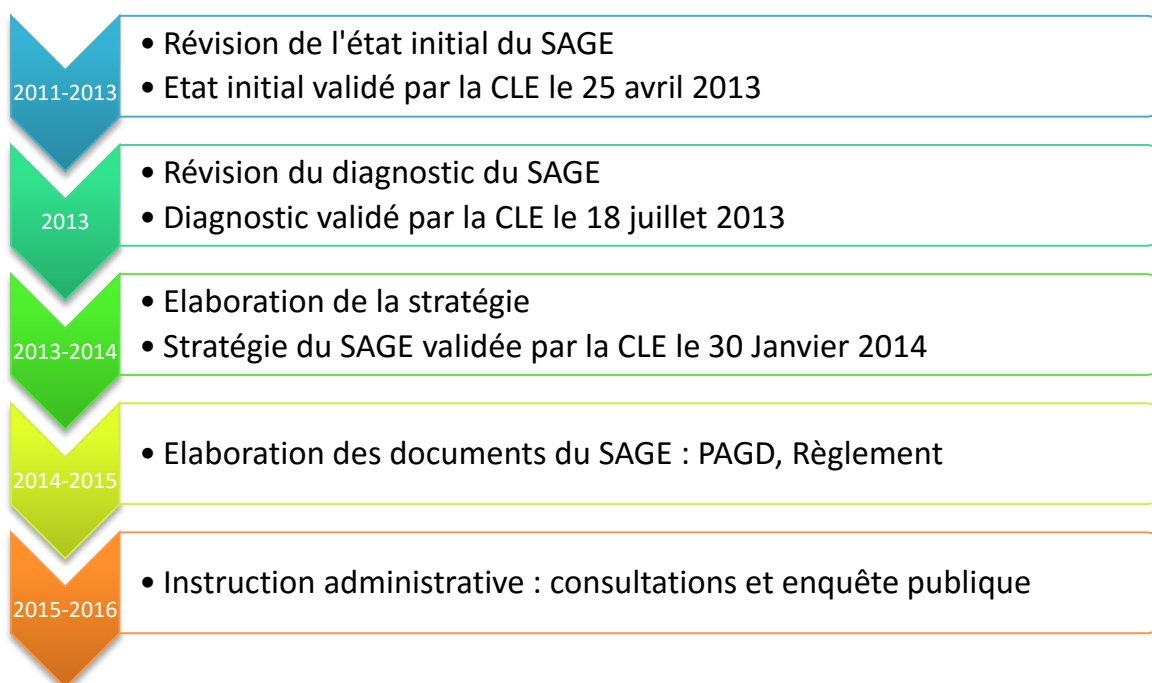 2011-2013
• Révision de l'état initial du SAGE
• Etat initial validé par la CLE le 25 avril 2013
2013
• Révision du diagnostic du SAGE
• Diagnostic validé par la CLE le 18 juillet 2013
2013-2014
• Elaboration de la stratégie
• Stratégie du SAGE validée par la CLE le 30 Janvier 2014
2014-2015
• Elaboration des documents du SAGE : PAGD, Règlement
2015-2016
• Instruction administrative : consultations et enquête publique